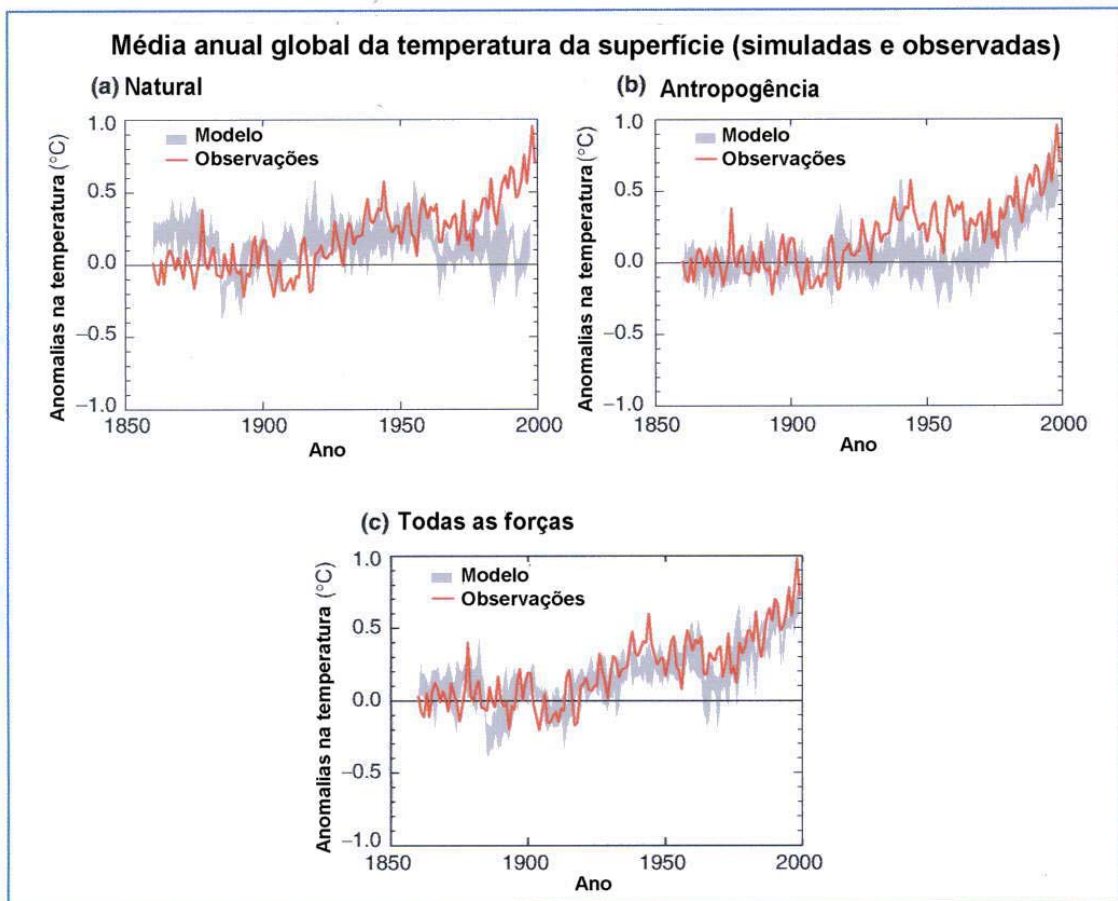 Média anual global da temperatura da superfície (simuladas e observadas)
(a) Natural
Anomalias na temperatura (°C)
1.0
0.5
0.0
−0.5
−1.0
Modelo
Observações
1850
1900
1950
2000
Ano
(b) Antropogência
Anomalias na temperatura (°C)
1.0
0.5
0.0
−0.5
−1.0
Modelo
Observações
1850
1900
1950
2000
Ano
(c) Todas as forças
Anomalias na temperatura (°C)
1.0
0.5
0.0
−0.5
−1.0
Modelo
Observações
1850
1900
1950
2000
Ano